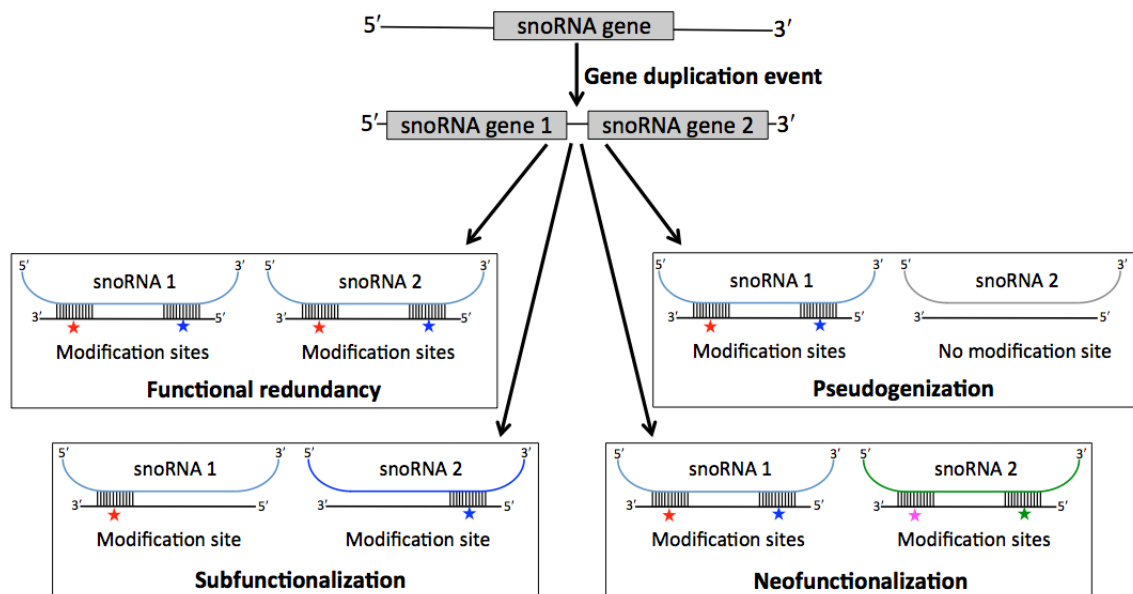 5′ snoRNA gene 3′
Gene duplication event
5′ snoRNA gene 1 snoRNA gene 2 3′
5′ snoRNA 1 3′ 5′ snoRNA 2 3′
3′ 5′ 3′ 5′
Modification sites Modification sites
Functional redundancy
5′ snoRNA 1 3′ 5′ snoRNA 2 3′
3′ 5′ 3′ 5′
Modification sites No modification site
Pseudogenization
5′ snoRNA 1 3′ 5′ snoRNA 2 3′
3′ 5′ 3′ 5′
Modification site Modification site
Subfunctionalization
5′ snoRNA 1 3′ 5′ snoRNA 2 3′
3′ 5′ 3′ 5′
Modification sites Modification sites
Neofunctionalization